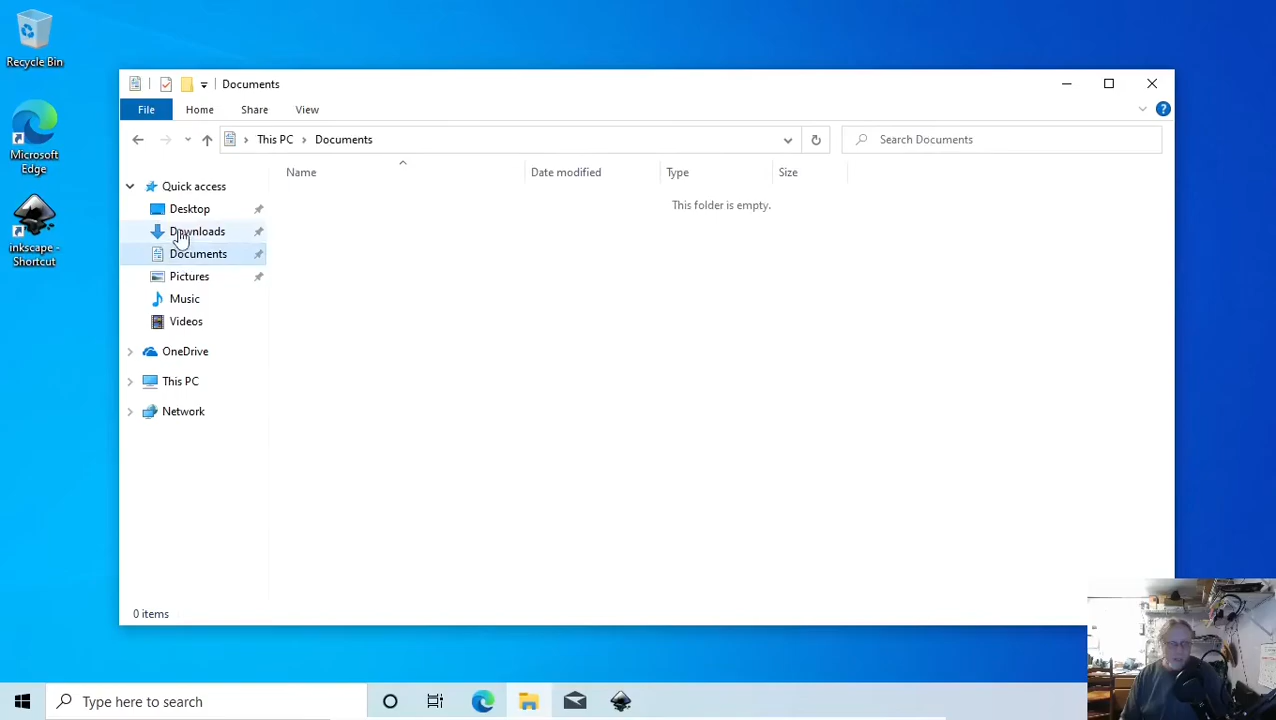 Recycle Bin
Microsoft
Edge
inkscape -
Shortcut
Documents
File
Home
Share
View
This PC
Documents
Search Documents
Name
Date modified
Type
Size
This folder is empty.
Quick access
Desktop
Downloads
Documents
Pictures
Music
Videos
OneDrive
This PC
Network
0 items
Type here to search